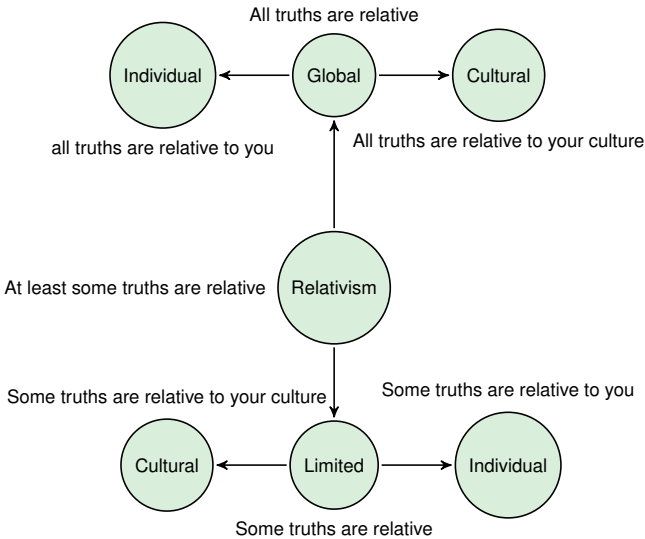 All truths are relative
Individual
Global
Cultural
all truths are relative to you
All truths are relative to your culture
At least some truths are relative
Relativism
Some truths are relative to your culture
Some truths are relative to you
Cultural
Limited
Individual
Some truths are relative